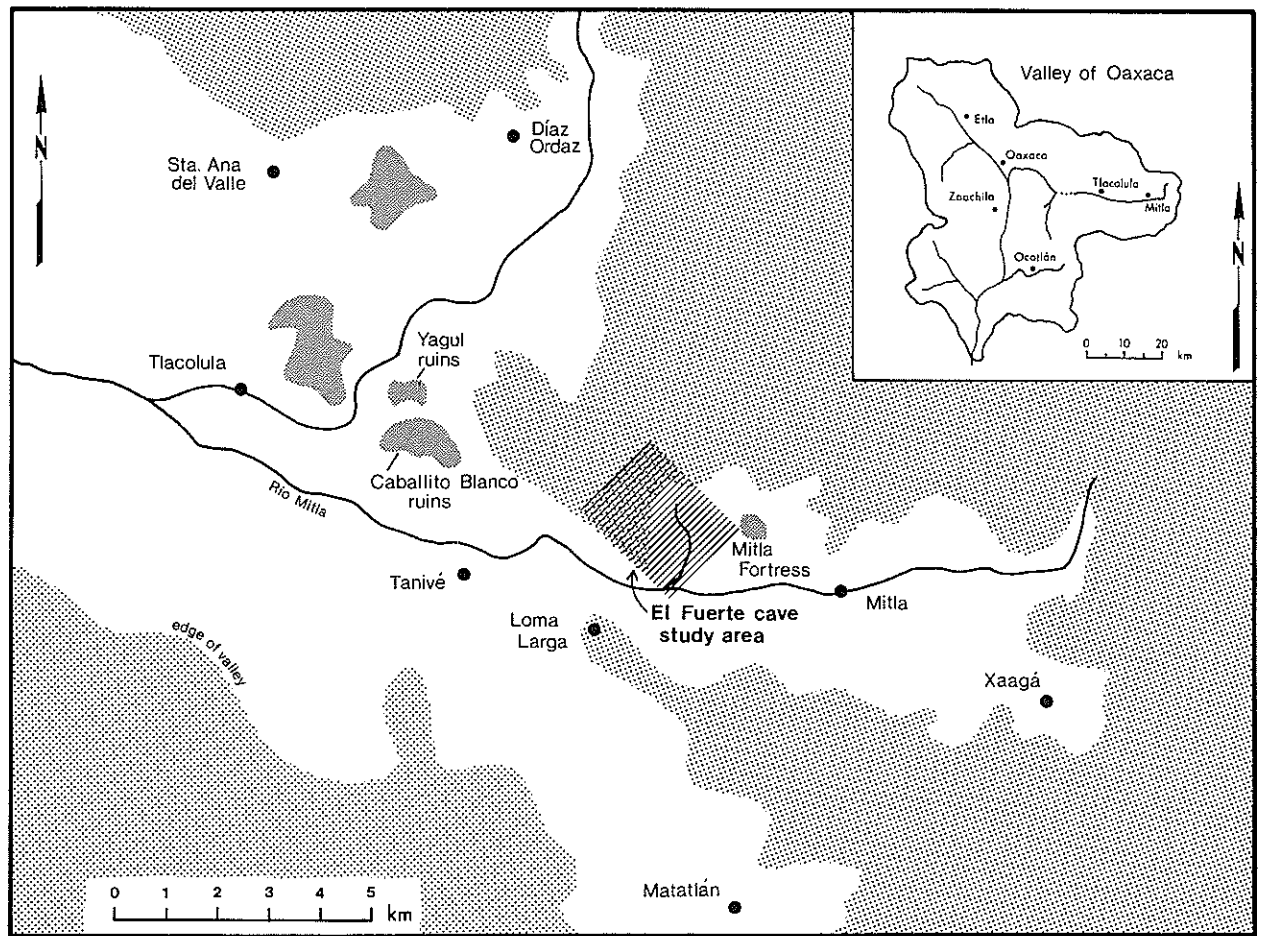 N
Sta. Ana
del Valle
Díaz
Ordaz
Yagul
ruins
Tlacolula
Caballito Blanco
ruins
Río Mitla
Tanivé
Mitla
Fortress
Mitla
El Fuerte cave
study area
Loma
Larga
edge of valley
Xaagá
Matatlán
0 1 2 3 4 5
km
Valley of Oaxaca
Etla
Oaxaca
Tlacolula
Mitla
Zaachila
Ocotlán
N
0 10 20
km